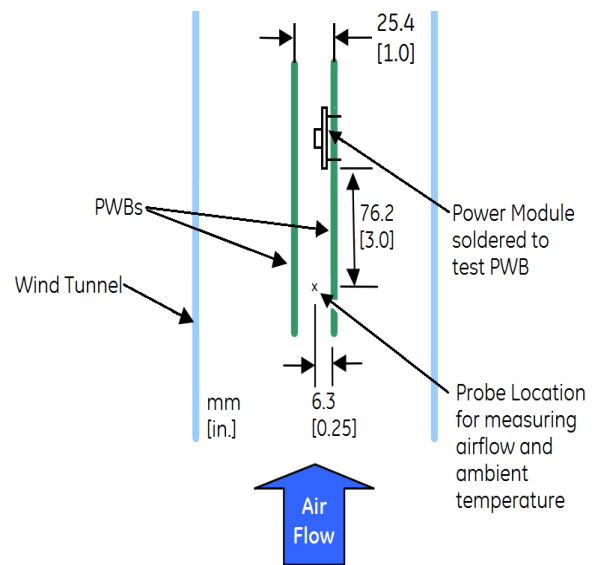 25.4
[1.0]
PWBs
76.2
[3.0]
Power Module
soldered to
test PWB
Wind Tunnel
x
mm
[in.]
6.3
[0.25]
Probe Location
for measuring
airflow and
ambient
temperature
Air
Flow